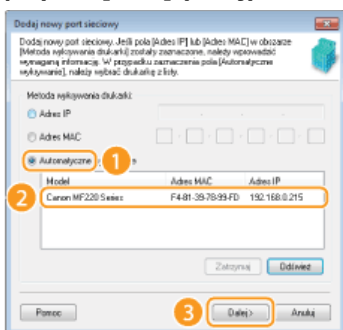 Dodaj nowy port sieciowy
Dodaj nowy port sieciowy. Jeśli pola [Adres IP] lub [Adres MAC] w obszarze
[Metoda wykrywania drukarki] zostały zaznaczone, należy wprowadzić
wymaganą informację. W przypadku zaznaczenia pola [Automatyczne
wykrywanie], należy wybrać drukarkę z listy.
Metoda wykrywania drukarki:
Adres IP
Adres MAC
Automatyczne 1 e
Model Adres MAC Adres IP
2 Canon MF220 Series F4-81-39-78-99-FD 192.168.0.215
Zatrzymaj Odśwież
Pomoc 3 Dalej > Anuluj